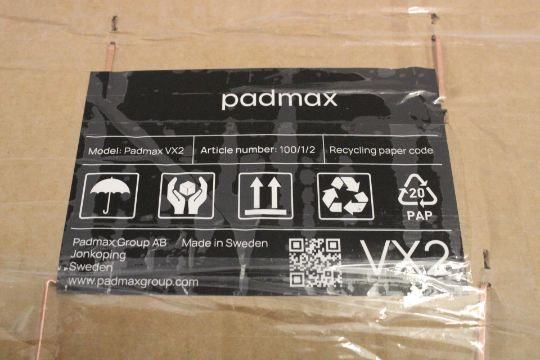 padmax
Model: Padmax VX2
Article number: 100/1/2
Recycling paper code
20
PAP
Padmax Group AB
Made in Sweden
Jonkoping
Sweden
www.padmaxgroup.com
VX2